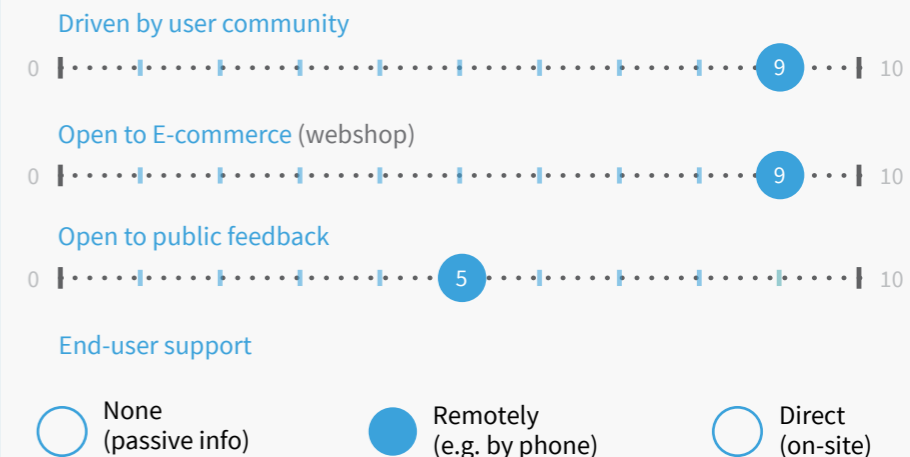 Driven by user community
0 9 10
Open to E-commerce (webshop)
0 9 10
Open to public feedback
0 5 10
End-user support
None Remotely Direct
(passive info) (e.g. by phone) (on-site)